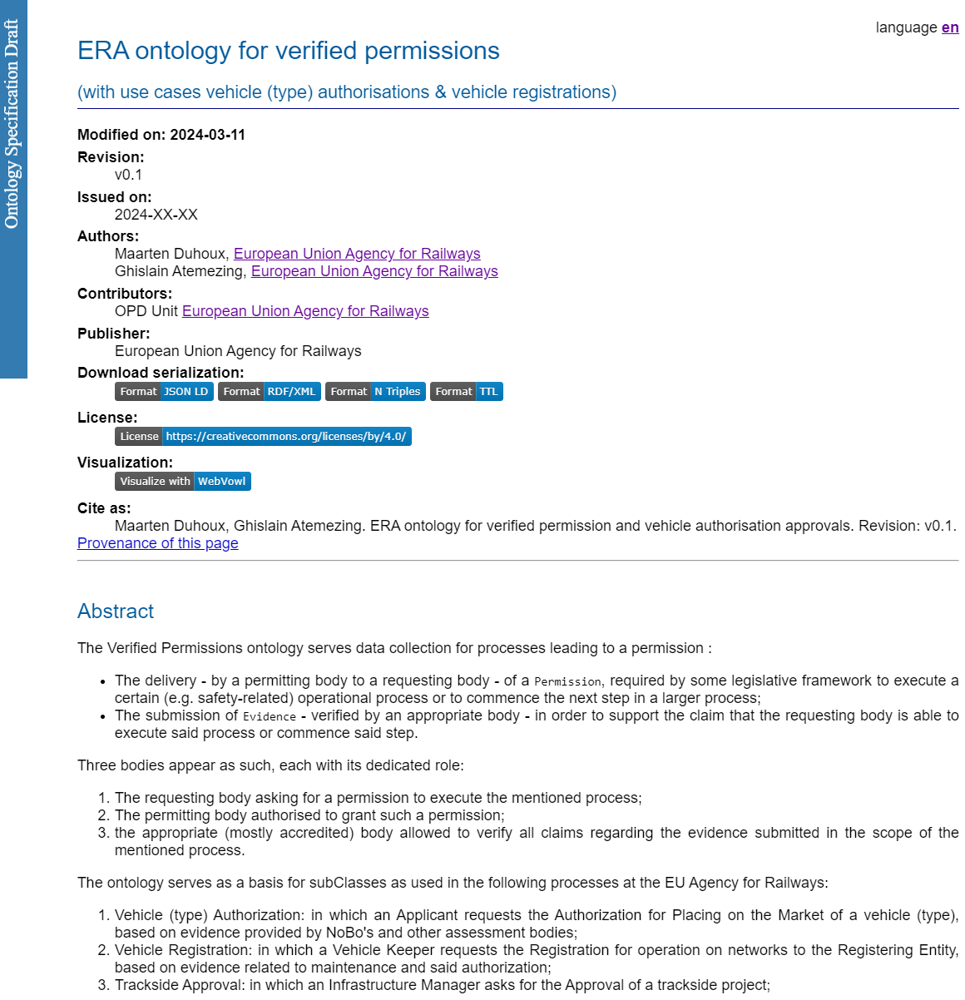 Ontology Specification Draft
language en
ERA ontology for verified permissions
(with use cases vehicle (type) authorisations & vehicle registrations)
Modified on: 2024-03-11
Revision:
v0.1
Issued on:
2024-XX-XX
Authors:
Maarten Duhoux, European Union Agency for Railways
Ghislain Atemezing, European Union Agency for Railways
Contributors:
OPD Unit European Union Agency for Railways
Publisher:
European Union Agency for Railways
Download serialization:
Format JSON LD Format RDF/XML Format N Triples Format TTL
License:
License https://creativecommons.org/licenses/by/4.0/
Visualization:
Visualize with WebVowl
Cite as:
Maarten Duhoux, Ghislain Atemezing. ERA ontology for verified permission and vehicle authorisation approvals. Revision: v0.1.
Provenance of this page
Abstract
The Verified Permissions ontology serves data collection for processes leading to a permission :
• The delivery - by a permitting body to a requesting body - of a Permission, required by some legislative framework to execute a
certain (e.g. safety-related) operational process or to commence the next step in a larger process;
• The submission of Evidence - verified by an appropriate body - in order to support the claim that the requesting body is able to
execute said process or commence said step.
Three bodies appear as such, each with its dedicated role:
1. The requesting body asking for a permission to execute the mentioned process;
2. The permitting body authorised to grant such a permission;
3. the appropriate (mostly accredited) body allowed to verify all claims regarding the evidence submitted in the scope of the
mentioned process.
The ontology serves as a basis for subClasses as used in the following processes at the EU Agency for Railways:
1. Vehicle (type) Authorization: in which an Applicant requests the Authorization for Placing on the Market of a vehicle (type),
based on evidence provided by NoBo's and other assessment bodies;
2. Vehicle Registration: in which a Vehicle Keeper requests the Registration for operation on networks to the Registering Entity,
based on evidence related to maintenance and said authorization;
3. Trackside Approval: in which an Infrastructure Manager asks for the Approval of a trackside project;